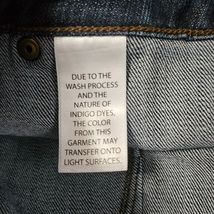 DUE TO THE
WASH PROCESS
AND THE
NATURE OF
INDIGO DYES,
THE COLOR
FROM THIS
GARMENT MAY
TRANSFER ONTO
LIGHT SURFACES.